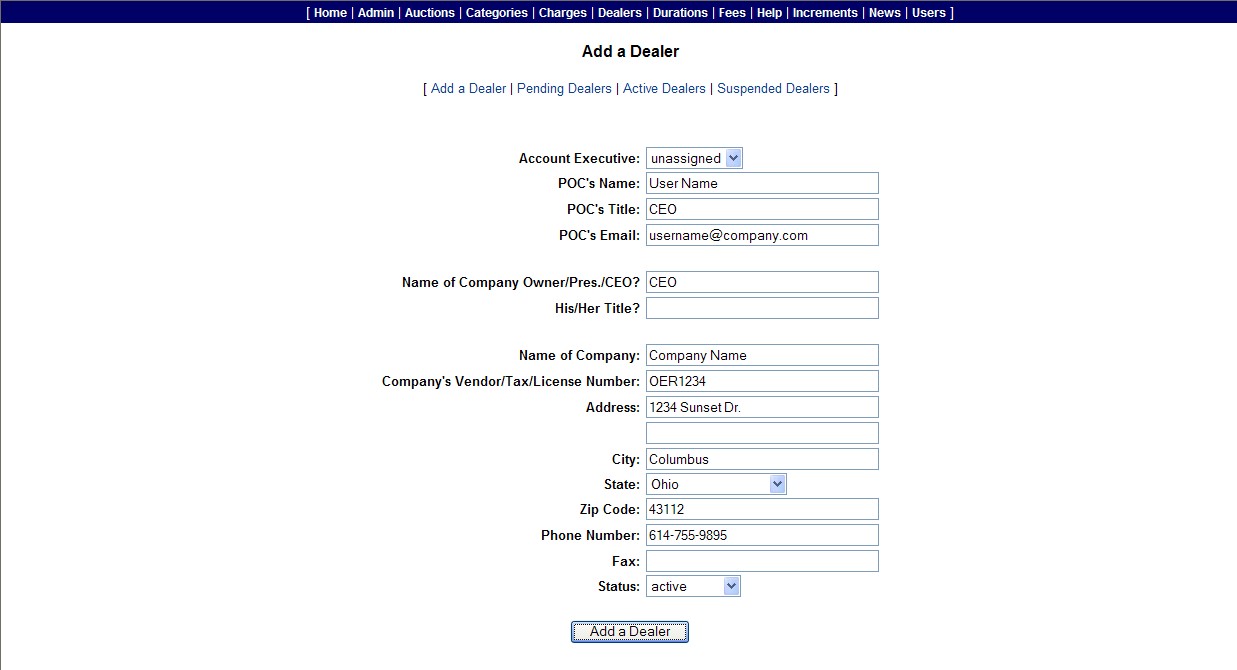 [ Home | Admin | Auctions | Categories | Charges | Dealers | Durations | Fees | Help | Increments | News | Users ]
Add a Dealer
[ Add a Dealer | Pending Dealers | Active Dealers | Suspended Dealers ]
Account Executive: unassigned
POC's Name: User Name
POC's Title: CEO
POC's Email: username@company.com
Name of Company Owner/Pres./CEO? CEO
His/Her Title?
Name of Company: Company Name
Company's Vendor/Tax/License Number: OER1234
Address: 1234 Sunset Dr.
City: Columbus
State: Ohio
Zip Code: 43112
Phone Number: 614-755-9895
Fax:
Status: active
Add a Dealer